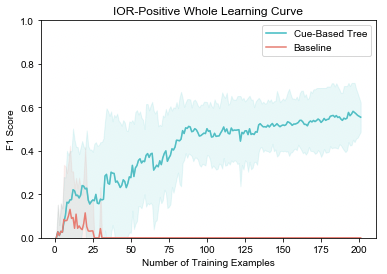 IOR-Positive Whole Learning Curve
Cue-Based Tree
Baseline
F1 Score
1.0
0.8
0.6
0.4
0.2
0.0
0 25 50 75 100 125 150 175 200
Number of Training Examples